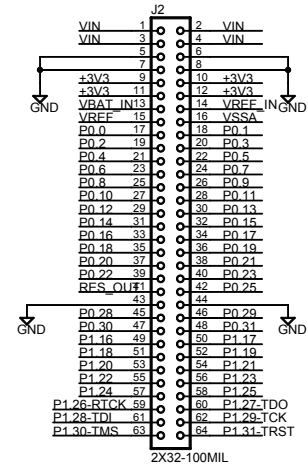 J2
VIN 1 2 VIN
VIN 3 4 VIN
5 6
7 8
+3V3 9 10 +3V3
+3V3 11 12 +3V3
GND VBAT_IN 13 14 VREF_IN GND
VREF 15 16 VSSA
P0.0 17 18 P0.1
P0.2 19 20 P0.3
P0.4 21 22 P0.5
P0.6 23 24 P0.7
P0.8 25 26 P0.9
P0.10 27 28 P0.11
P0.12 29 30 P0.13
P0.14 31 32 P0.15
P0.16 33 34 P0.17
P0.18 35 36 P0.19
P0.20 37 38 P0.21
P0.22 39 40 P0.23
RES_OUT 41 42 P0.25
43 44
GND P0.28 45 46 P0.29 GND
P0.30 47 48 P0.31
P1.16 49 50 P1.17
P1.18 51 52 P1.19
P1.20 53 54 P1.21
P1.22 55 56 P1.23
P1.24 57 58 P1.25
P1.26-RTCK 59 60 P1.27-TDO
P1.28-TDI 61 62 P1.29-TCK
P1.30-TMS 63 64 P1.31-TRST
2X32-100MIL